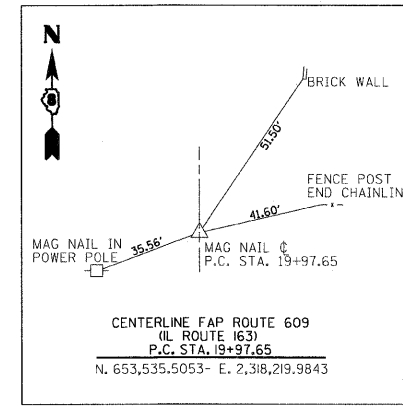 N
BRICK WALL
51.50'
FENCE POST
END CHAINLIN
41.60'
MAG NAIL IN
POWER POLE
35.56'
MAG NAIL ℄
P.C. STA. 19+97.65
CENTERLINE FAP ROUTE 609
(IL ROUTE 163)
P.C. STA. 19+97.65
N. 653,535.5053- E. 2,318,219.9843